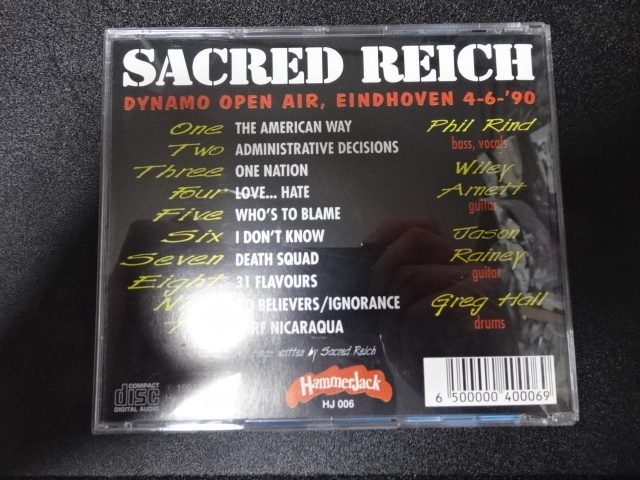 SACRED REICH
DYNAMO OPEN AIR, EINDHOVEN 4-6-'90
One THE AMERICAN WAY
Two ADMINISTRATIVE DECISIONS
Three ONE NATION
Four LOVE... HATE
Five WHO'S TO BLAME
Six I DON'T KNOW
Seven DEATH SQUAD
Eight 31 FLAVOURS
BELIEVERS/IGNORANCE
NICARAQUA
written by Sacred Reich
Phil Rind
bass, vocals
Wiley
Arnett
guitar
Jason
Rainey
guitar
Greg Hall
drums
COMPACT
disc
DIGITAL AUDIO
HammerJack
HJ 006
6 500000 400069